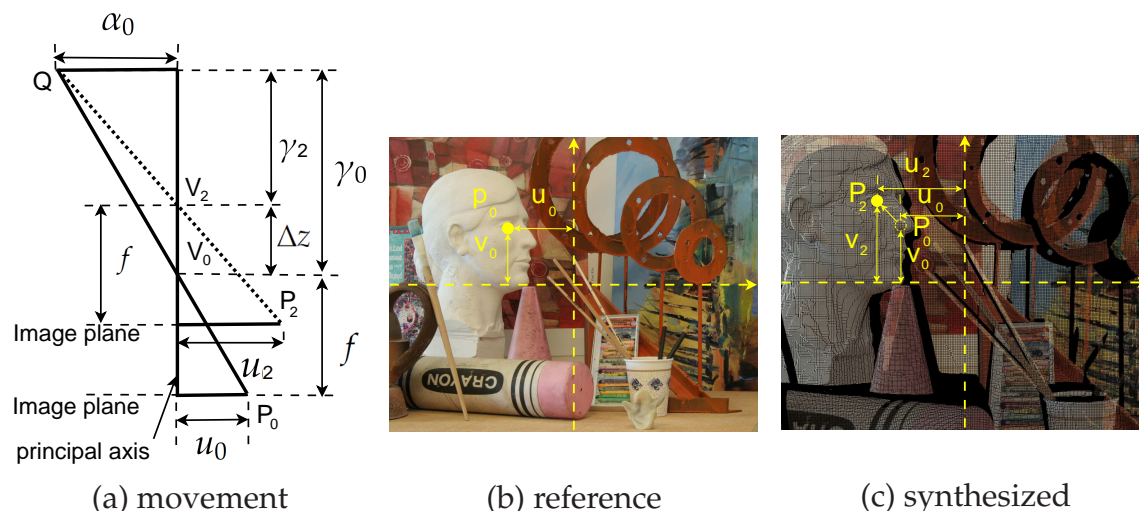 α₀
Q
γ₂
γ₀
V₂
V₀
Δz
f
P₂
Image plane
f
u₂
Image plane
P₀
principal axis
u₀
(a) movement
p₀
u₀
v₀
CRAYON
(b) reference
u₂
u₀
P₂
P₀
v₂
v₀
(c) synthesized